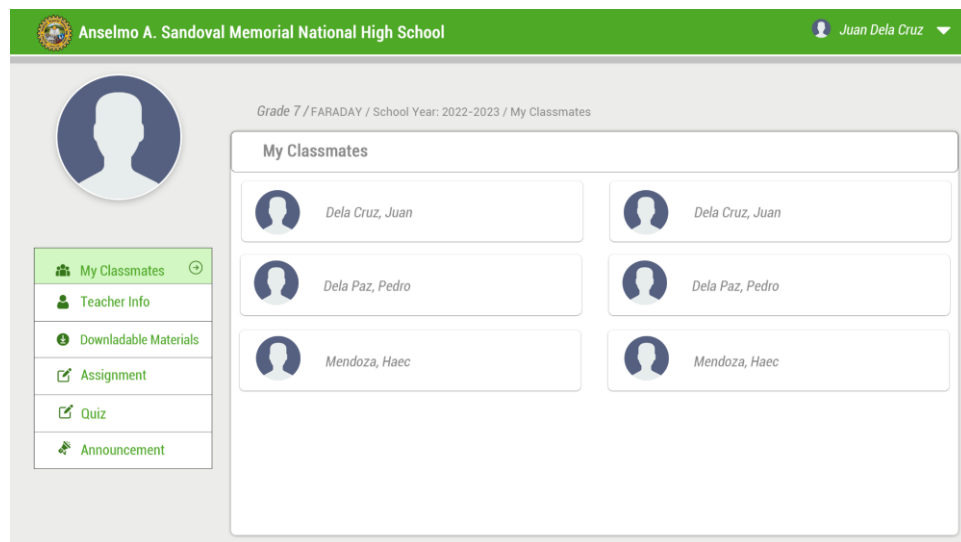 Anselmo A. Sandoval Memorial National High School
Juan Dela Cruz
Grade 7 / FARADAY / School Year: 2022-2023 / My Classmates
My Classmates
Dela Cruz, Juan
Dela Cruz, Juan
Dela Paz, Pedro
Dela Paz, Pedro
Mendoza, Haec
Mendoza, Haec
My Classmates
Teacher Info
Downladable Materials
Assignment
Quiz
Announcement